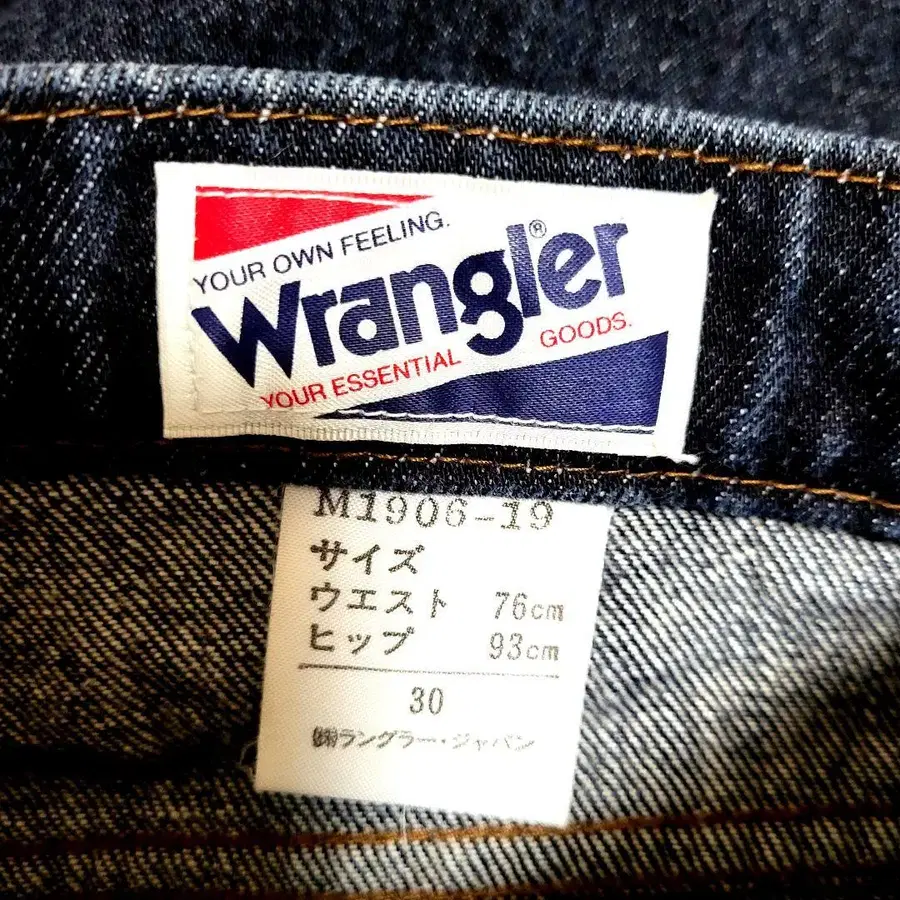 YOUR OWN FEELING.
Wrangler®
YOUR ESSENTIAL GOODS.
M1906-19
サイズ
ウエスト 76cm
ヒップ 93cm
30
㈱ラングラー・ジャパン